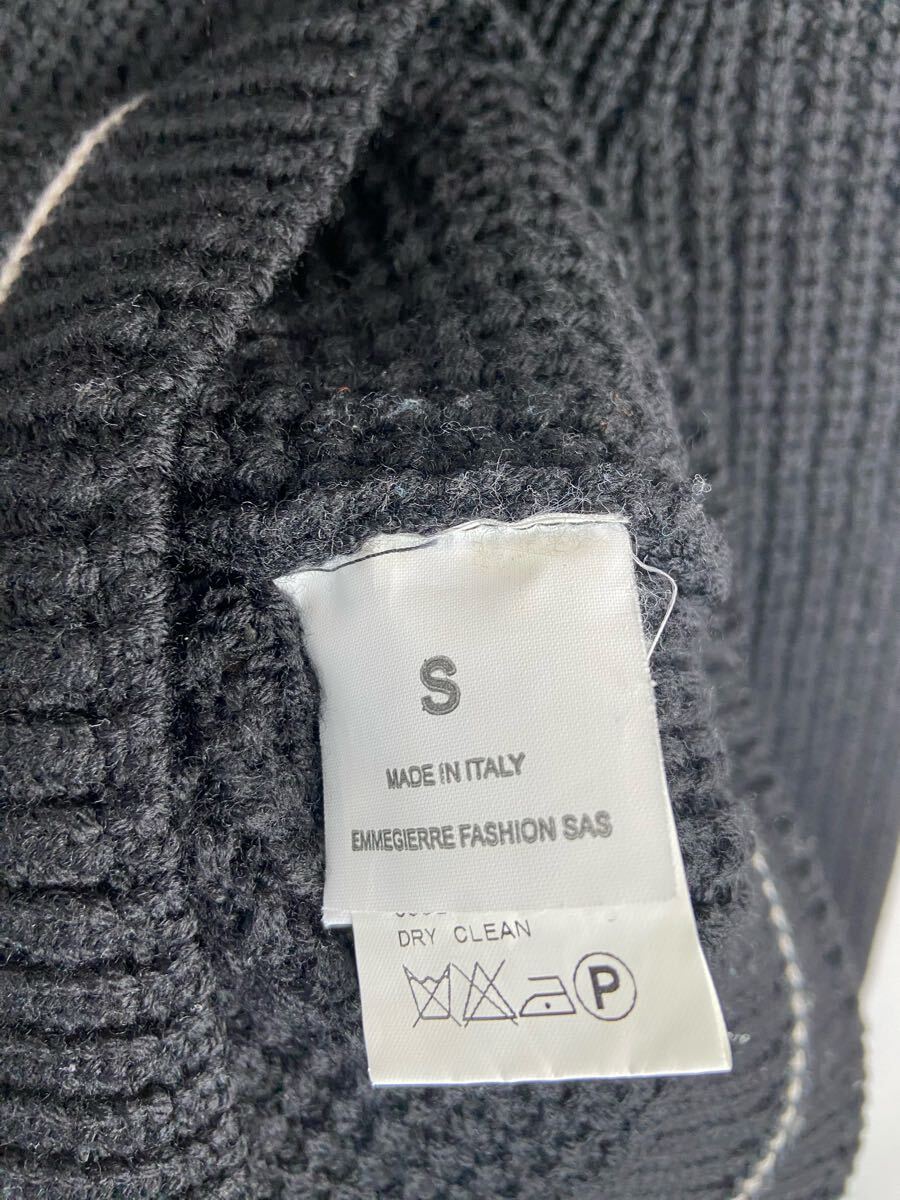 S
MADE IN ITALY
EMMEGIERRE FASHION SAS
DRY CLEAN
P